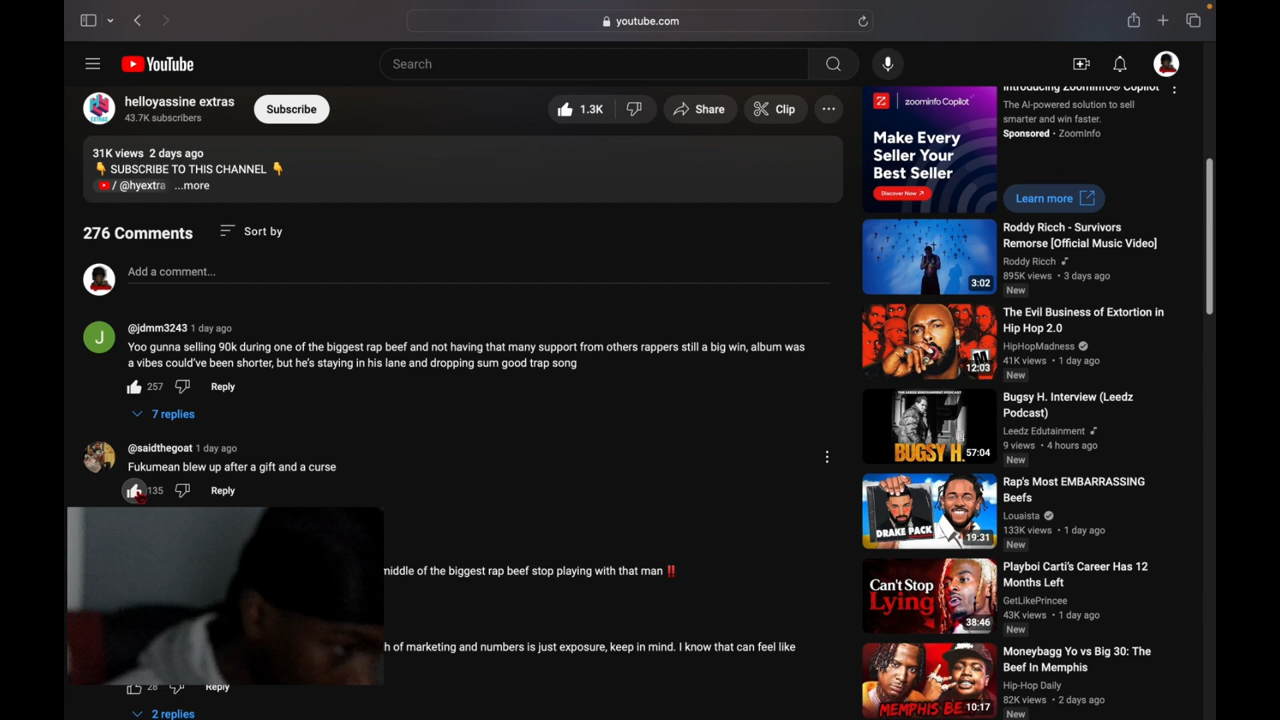 youtube.com
YouTube
Search
helloyassine extras
43.7K subscribers
Subscribe
1.3K
Share
Clip
31K views 2 days ago
👇 SUBSCRIBE TO THIS CHANNEL 👇
/ @hyextra ...more
276 Comments
Sort by
Add a comment...
J
@jdmm3243 1 day ago
Yoo gunna selling 90k during one of the biggest rap beef and not having that many support from others rappers still a big win, album was
a vibes could've been shorter, but he's staying in his lane and dropping sum good trap song
257
Reply
7 replies
@saidthegoat 1 day ago
Fukumean blew up after a gift and a curse
135
Reply
middle of the biggest rap beef stop playing with that man ‼️
h of marketing and numbers is just exposure, keep in mind. I know that can feel like
28
Reply
2 replies
zoominfo Copilot
Make Every
Seller Your
Best Seller
Discover Now
Introducing ZoomInfo® Copilot
The AI-powered solution to sell
smarter and win faster.
Sponsored • ZoomInfo
Learn more
3:02
Roddy Ricch - Survivors
Remorse [Official Music Video]
Roddy Ricch
895K views • 3 days ago
New
12:03
The Evil Business of Extortion in
Hip Hop 2.0
HipHopMadness
41K views • 1 day ago
New
BUGSY H.
57:04
Bugsy H. Interview (Leedz
Podcast)
Leedz Edutainment
9 views • 4 hours ago
New
DRAKE PACK
19:31
Rap's Most EMBARRASSING
Beefs
Louaista
133K views • 1 day ago
New
Can't Stop
Lying
38:46
Playboi Carti's Career Has 12
Months Left
GetLikePrincee
43K views • 1 day ago
New
MEMPHIS BE
10:17
Moneybagg Yo vs Big 30: The
Beef In Memphis
Hip-Hop Daily
82K views • 2 days ago
New